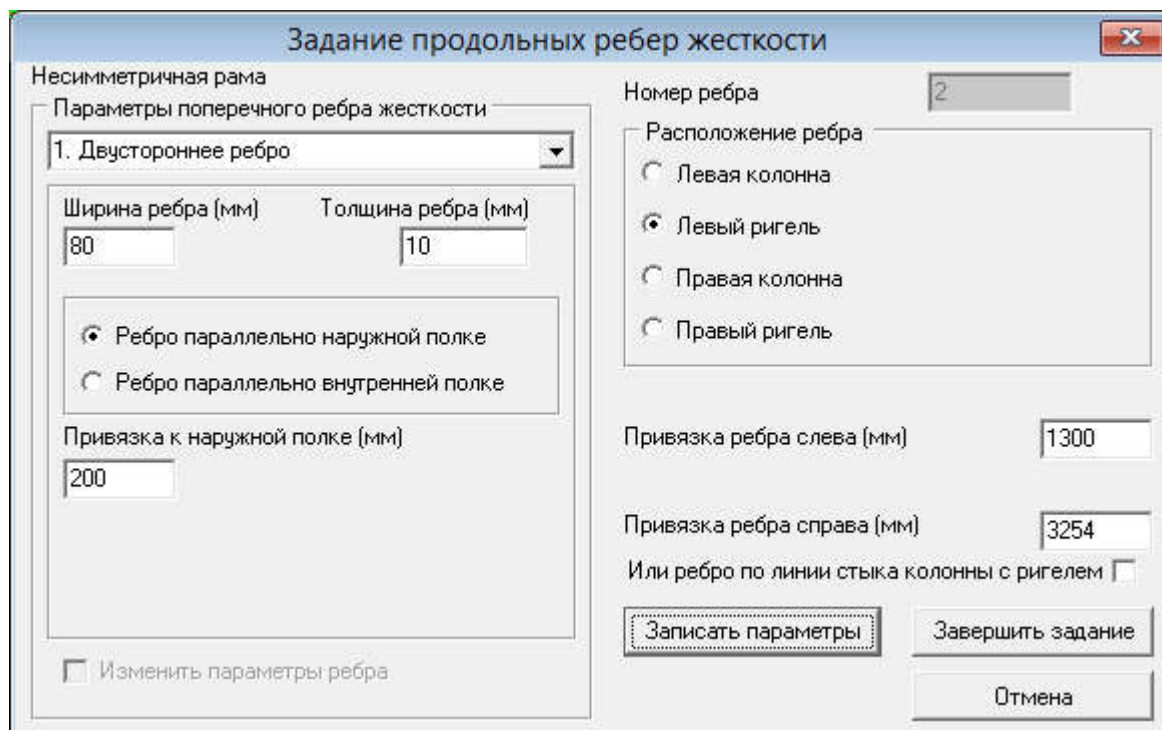 Задание продольных ребер жесткости
Несимметричная рама
Параметры поперечного ребра жесткости
1. Двустороннее ребро
Ширина ребра (мм) Толщина ребра (мм)
80 10
Ребро параллельно наружной полке
Ребро параллельно внутренней полке
Привязка к наружной полке (мм)
200
Изменить параметры ребра
Номер ребра 2
Расположение ребра
Левая колонна
Левый ригель
Правая колонна
Правый ригель
Привязка ребра слева (мм) 1300
Привязка ребра справа (мм) 3254
Или ребро по линии стыка колонны с ригелем
Записать параметры Завершить задание
Отмена